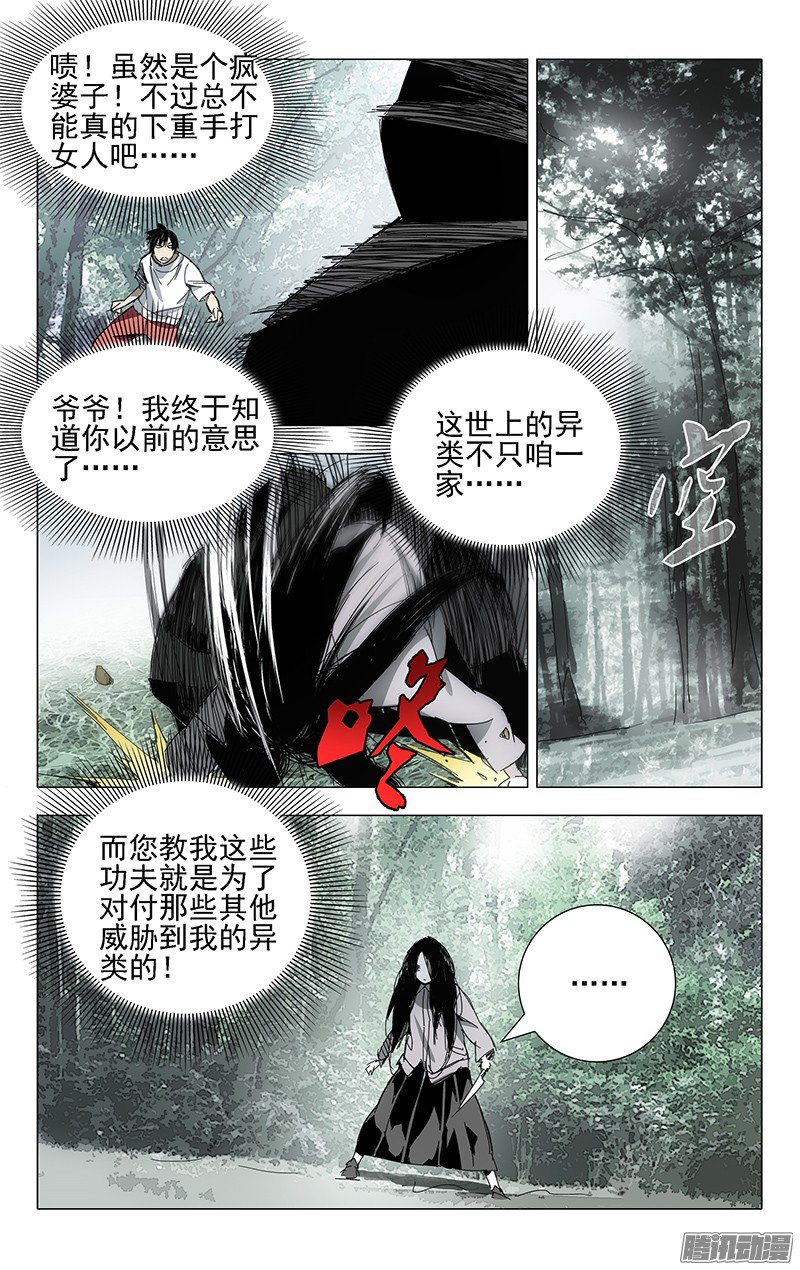 啧！虽然是个疯
婆子！不过总不
能真的下重手打
女人吧……
爷爷！我终于知
道你以前的意思
了……
这世上的异
类不只咱一
家……
空
咚
而您教我这些
功夫就是为了
对付那些其他
威胁到我的异
类的！
……
腾讯动漫